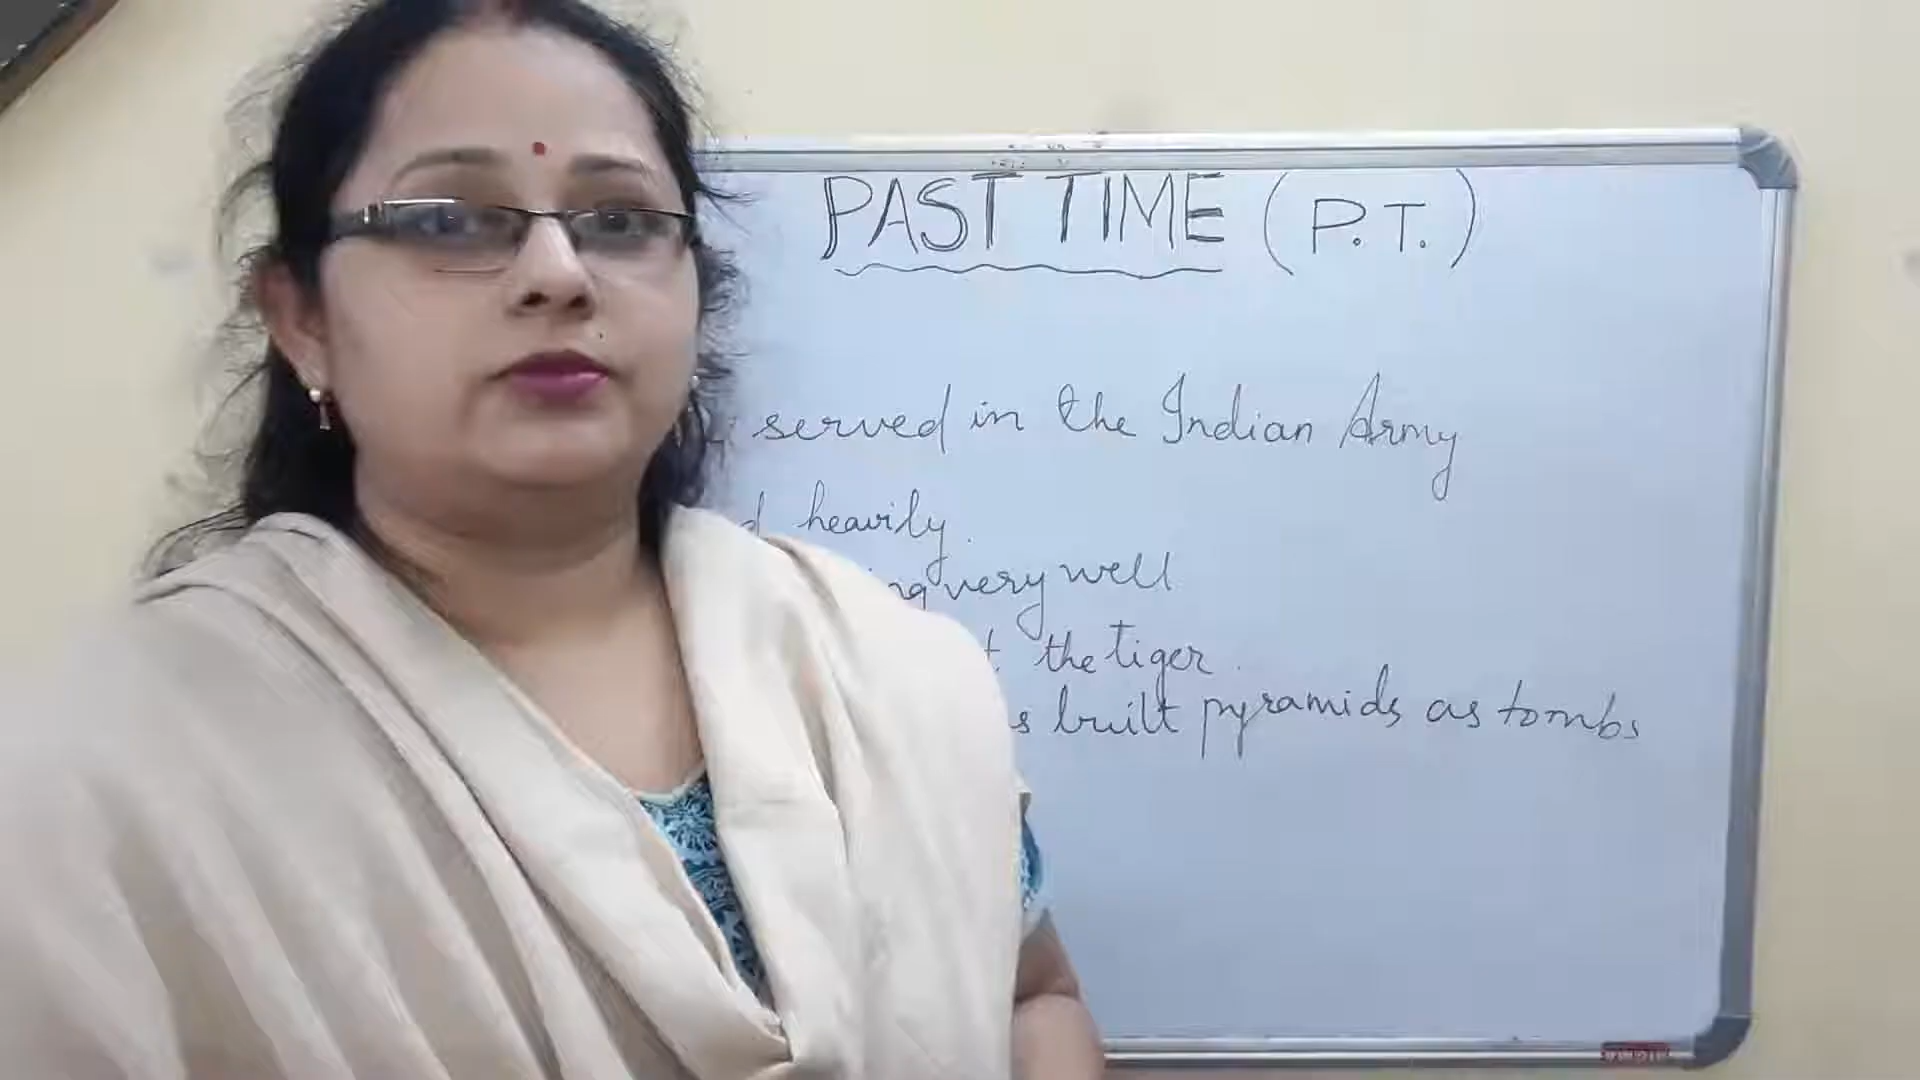 PAST TIME (P.T.)
served in the Indian Army
heavily.
very well
the tiger.
built pyramids as tombs